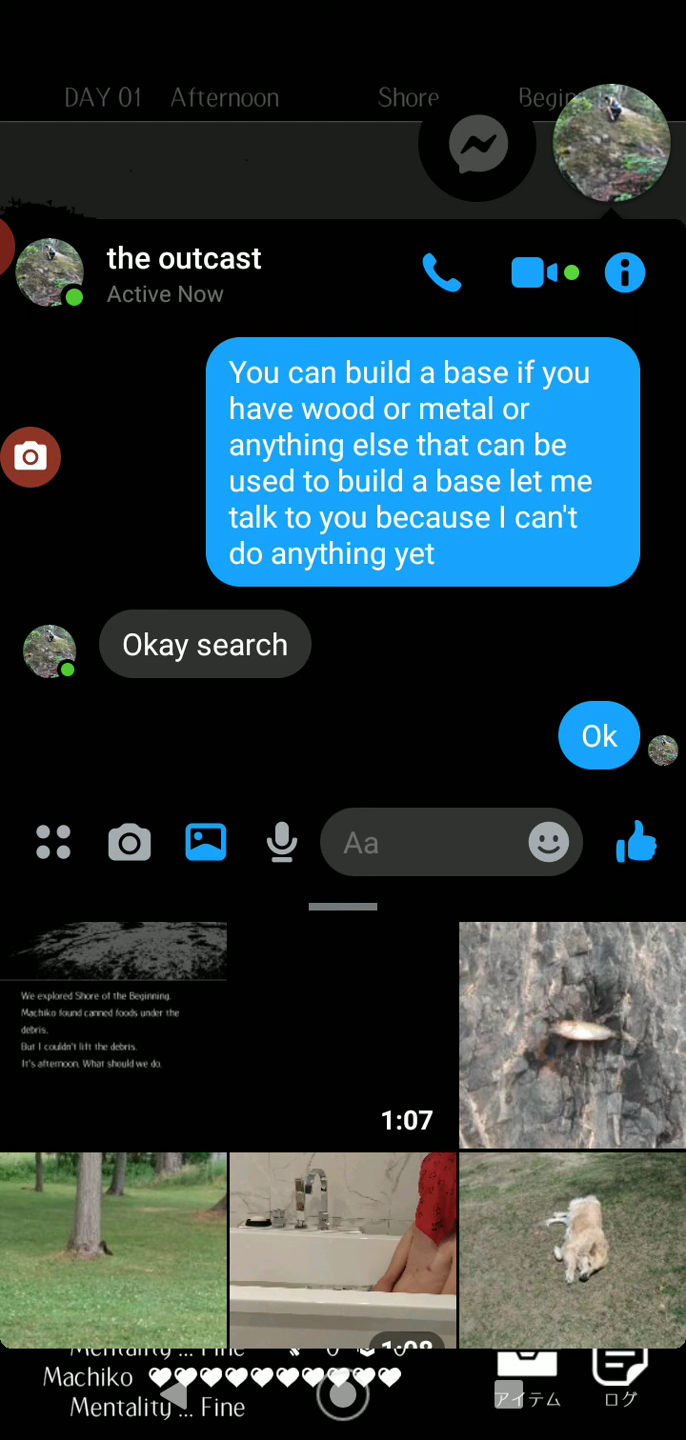 DAY 01 Afternoon Shore Begin
the outcast
Active Now
You can build a base if you
have wood or metal or
anything else that can be
used to build a base let me
talk to you because I can't
do anything yet
Okay search
Ok
Aa
We explored Shore of the Beginning.
Machiko found canned foods under the
debris.
But I couldn't lift the debris.
It's afternoon. What should we do.
1:07
1:08
Mentality ... Fine
Machiko
Mentality ... Fine
アイテム
ログ